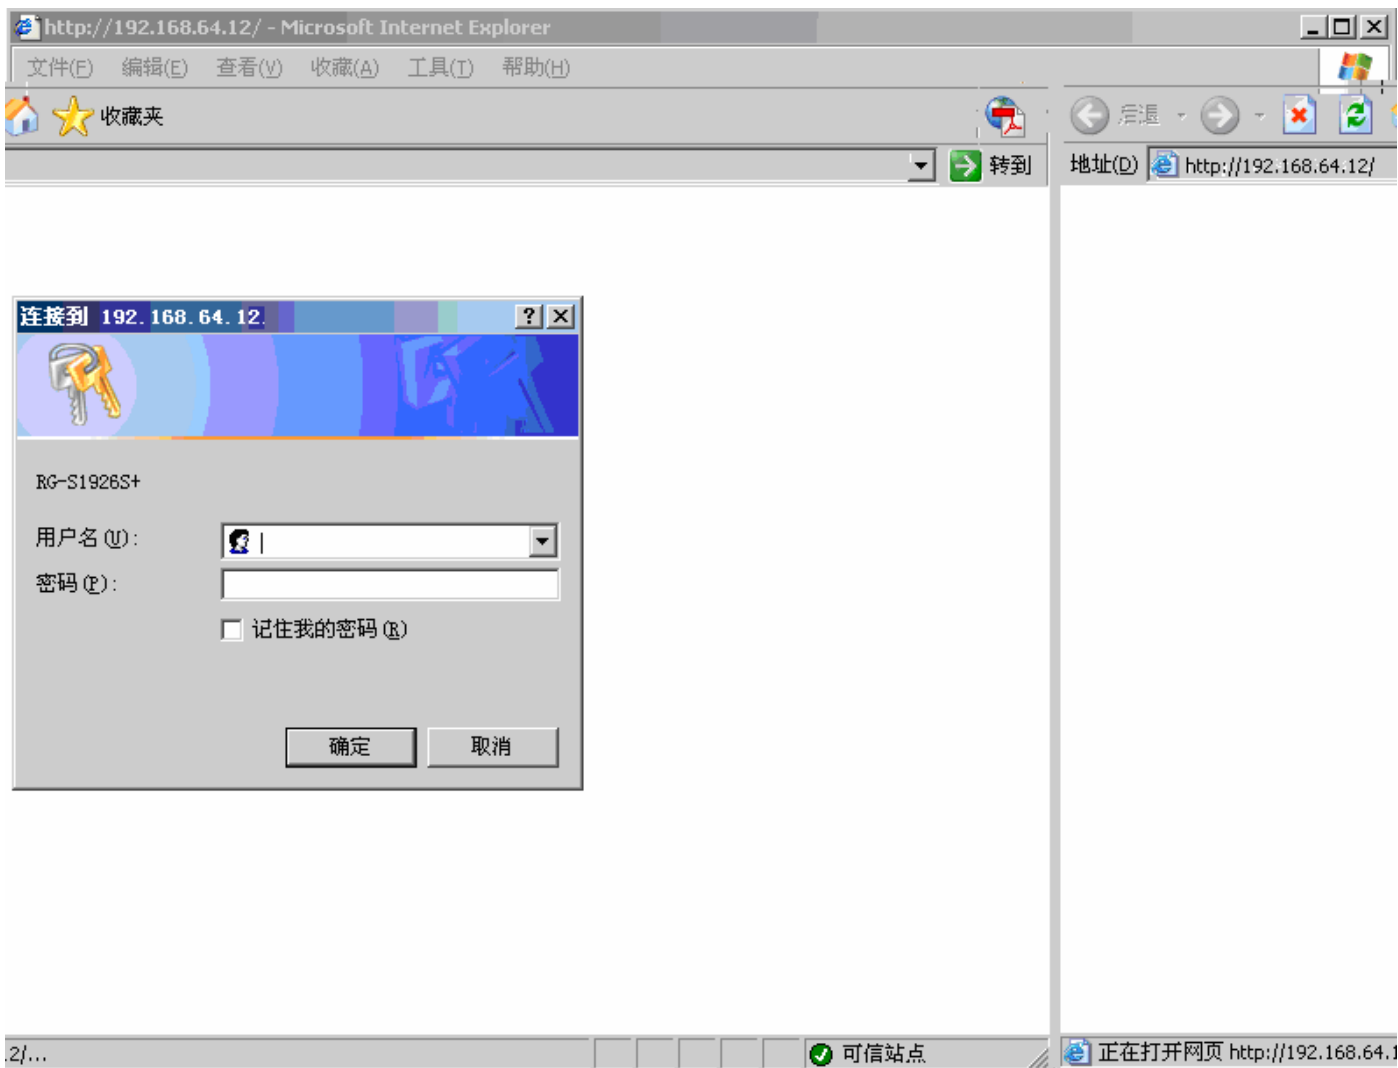 http://192.168.64.12/ - Microsoft Internet Explorer
文件(F) 编辑(E) 查看(V) 收藏(A) 工具(T) 帮助(H)
收藏夹
后退
转到
地址(D) http://192.168.64.12/
连接到 192.168.64.12
RG-S1926S+
用户名(U):
密码(P):
记住我的密码(R)
确定 取消
.2/...
可信站点
正在打开网页 http://192.168.64.1